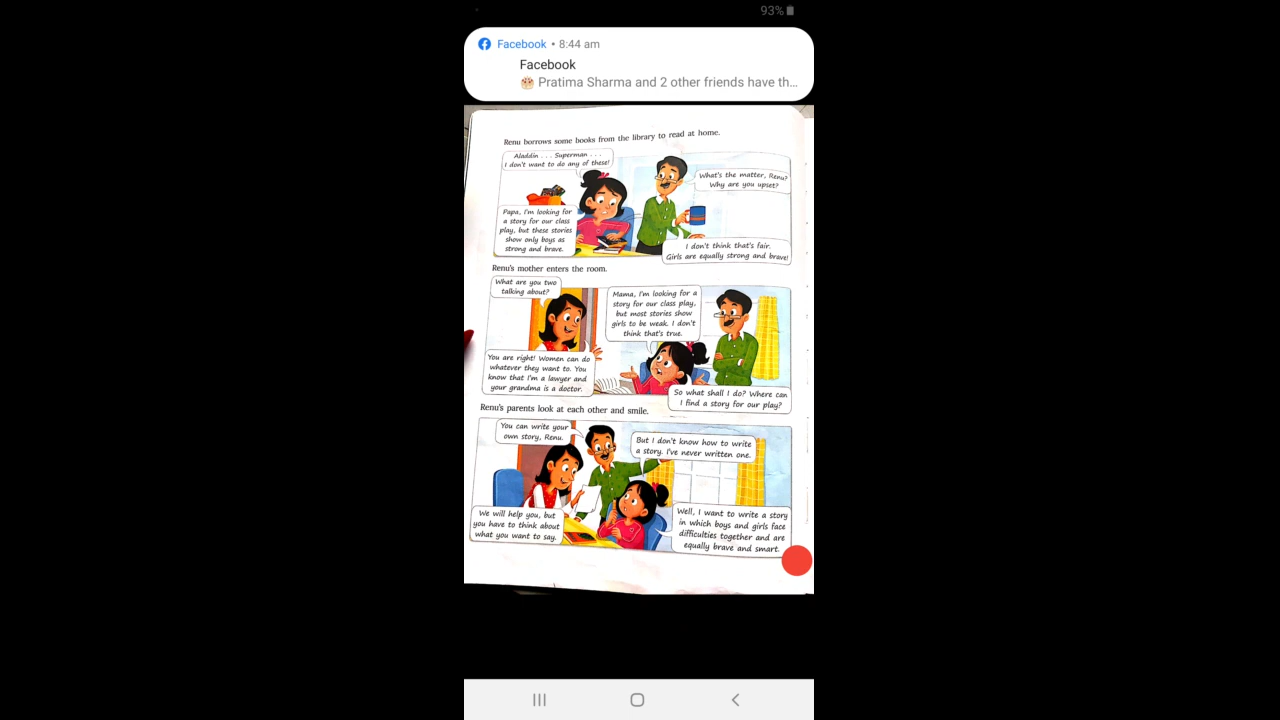 93%
Facebook • 8:44 am
Facebook
🎂 Pratima Sharma and 2 other friends have th...
Renu borrows some books from the library to read at home.
Aladdin . . . Superman . . .
I don't want to do any of these!
What's the matter, Renu?
Why are you upset?
Papa, I'm looking for
a story for our class
play, but these stories
show only boys as
strong and brave.
I don't think that's fair.
Girls are equally strong and brave!
Renu's mother enters the room.
What are you two
talking about?
Mama, I'm looking for a
story for our class play,
but most stories show
girls to be weak. I don't
think that's true.
You are right! Women can do
whatever they want to. You
know that I'm a lawyer and
your grandma is a doctor.
So what shall I do? Where can
I find a story for our play?
Renu's parents look at each other and smile.
You can write your
own story, Renu.
But I don't know how to write
a story. I've never written one.
We will help you, but
you have to think about
what you want to say.
Well, I want to write a story
in which boys and girls face
difficulties together and are
equally brave and smart.